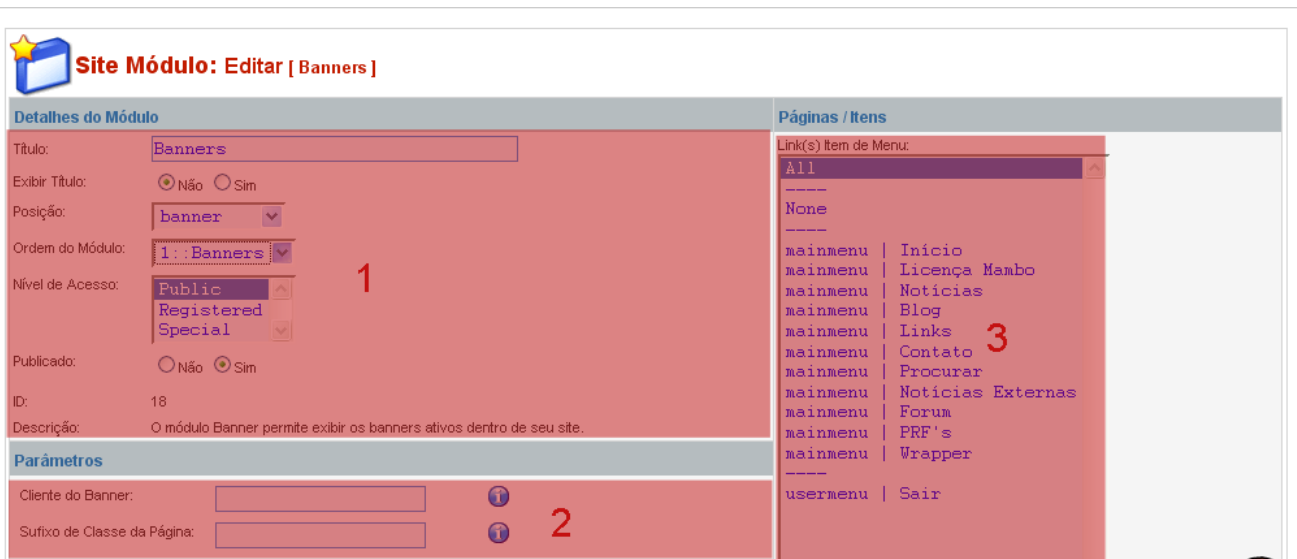 Site Módulo: Editar [ Banners ]
Detalhes do Módulo
Título: Banners
Exibir Título: Não Sim
Posição: banner
Ordem do Módulo: 1::Banners
Nível de Acesso: Public
Registered
Special
1
Publicado: Não Sim
ID: 18
Descrição: O módulo Banner permite exibir os banners ativos dentro de seu site.
Parâmetros
Cliente do Banner:
Sufixo de Classe da Página:
2
Páginas / Itens
Link(s) Item de Menu:
All
----
None
----
mainmenu | Início
mainmenu | Licença Mambo
mainmenu | Notícias
mainmenu | Blog
mainmenu | Links
mainmenu | Contato
mainmenu | Procurar
mainmenu | Notícias Externas
mainmenu | Forum
mainmenu | PRF's
mainmenu | Wrapper
----
usermenu | Sair
3